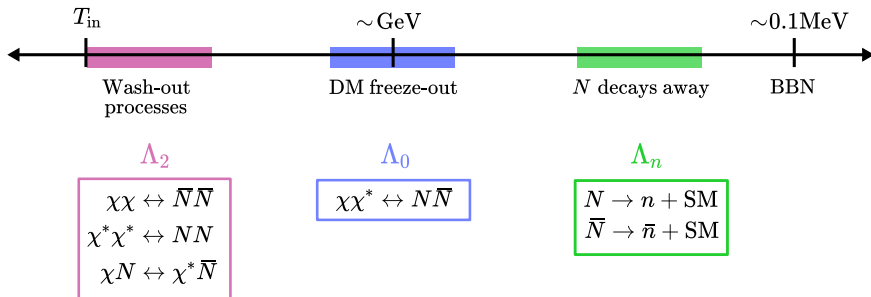 T_in ∼GeV ∼0.1MeV
Wash-out processes DM freeze-out N decays away BBN
Λ_2 Λ_0 Λ_n
χχ ↔ N̅N̅
χ*χ* ↔ NN
χN ↔ χ*N̅
χχ* ↔ NN̅
N → n + SM
N̅ → n̅ + SM